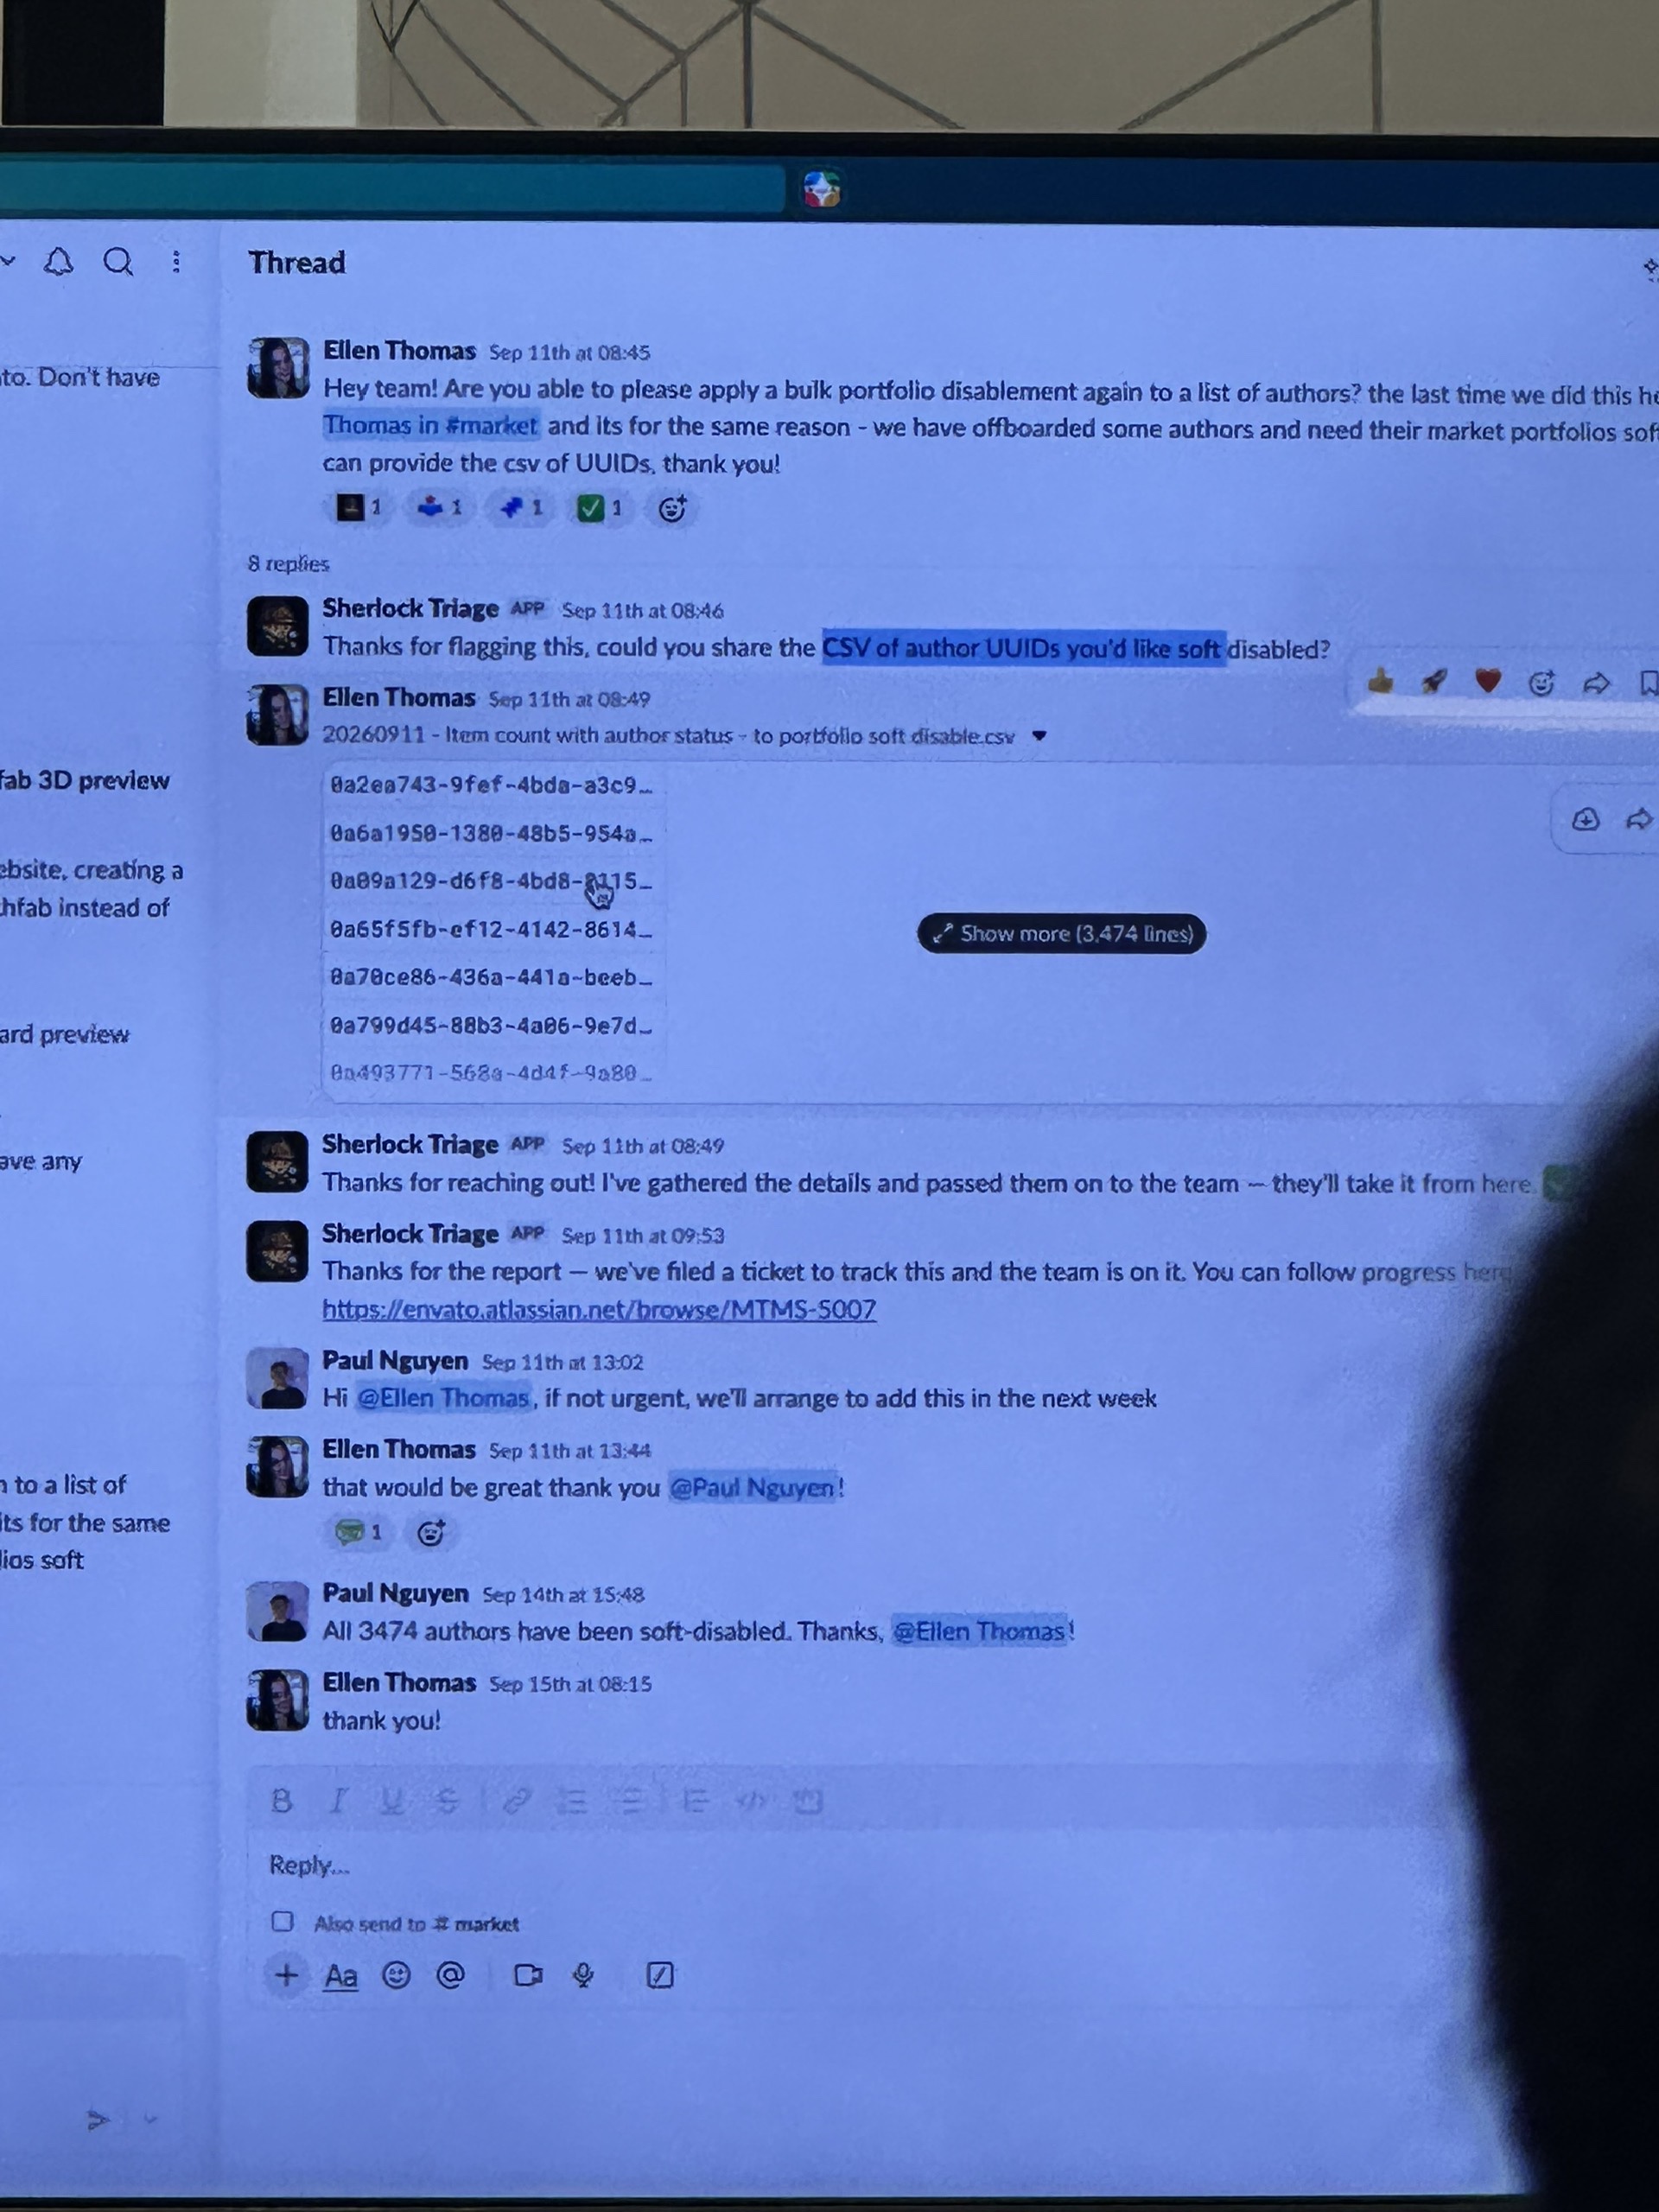 Thread
to. Don't have
fab 3D preview
ebsite, creating a
hfab instead of
ard preview
ave any
to a list of
its for the same
lios soft
Ellen Thomas Sep 11th at 08:45
Hey team! Are you able to please apply a bulk portfolio disablement again to a list of authors? the last time we did this
Thomas in #market and its for the same reason - we have offboarded some authors and need their market portfolios
can provide the csv of UUIDs, thank you!
1 1 1 1
8 replies
Sherlock Triage APP Sep 11th at 08:46
Thanks for flagging this, could you share the CSV of author UUIDs you'd like soft disabled?
Ellen Thomas Sep 11th at 08:49
20260911 - Item count with author status - to portfolio soft disable.csv
0a2ea743-9fef-4bda-a3c9…
0a6a1950-1380-48b5-954a…
0a09a129-d6f8-4bd8-
0a65f5fb-ef12-4142-8614…
0a70ce86-436a-441a-beeb…
0a799d45-88b3-4a06-9e7d…
0a493771-568a-4d4f-9a80…
Show more (3,474 lines)
Sherlock Triage APP Sep 11th at 08:49
Thanks for reaching out! I've gathered the details and passed them on to the team — they'll take it from here.
Sherlock Triage APP Sep 11th at 09:53
Thanks for the report — we've filed a ticket to track this and the team is on it. You can follow progress here
https://envato.atlassian.net/browse/MTMS-5007
Paul Nguyen Sep 11th at 13:02
Hi @Ellen Thomas, if not urgent, we'll arrange to add this in the next week
Ellen Thomas Sep 11th at 13:44
that would be great thank you @Paul Nguyen!
1
Paul Nguyen Sep 14th at 15:48
All 3474 authors have been soft-disabled. Thanks, @Ellen Thomas!
Ellen Thomas Sep 15th at 08:15
thank you!
B I U S
Reply...
Also send to # market
Aa @